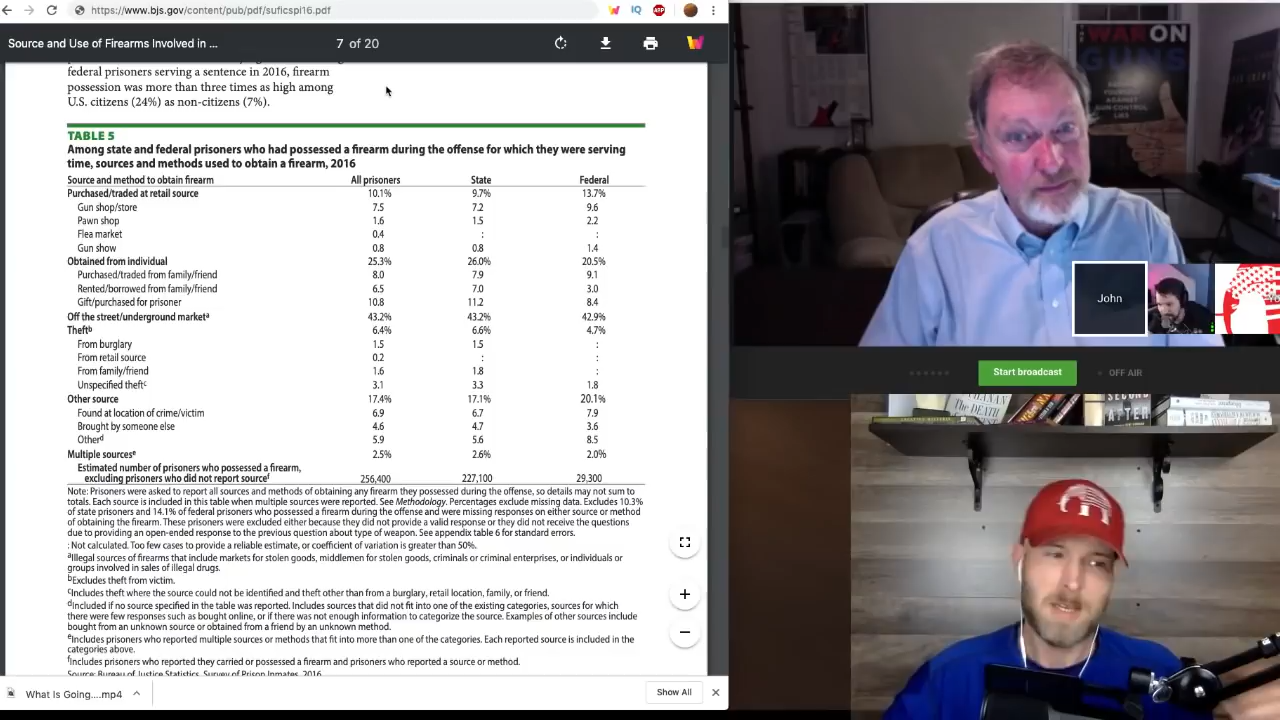 https://www.bjs.gov/content/pub/pdf/suficspi16.pdf
Source and Use of Firearms Involved in ...
7 of 20
federal prisoners serving a sentence in 2016, firearm
possession was more than three times as high among
U.S. citizens (24%) as non-citizens (7%).
TABLE 5
Among state and federal prisoners who had possessed a firearm during the offense for which they were serving
time, sources and methods used to obtain a firearm, 2016
Source and method to obtain firearm All prisoners State Federal
Purchased/traded at retail source 10.1% 9.7% 13.7%
Gun shop/store 7.5 7.2 9.6
Pawn shop 1.6 1.5 2.2
Flea market 0.4 : :
Gun show 0.8 0.8 1.4
Obtained from individual 25.3% 26.0% 20.5%
Purchased/traded from family/friend 8.0 7.9 9.1
Rented/borrowed from family/friend 6.5 7.0 3.0
Gift/purchased for prisoner 10.8 11.2 8.4
Off the street/underground marketa 43.2% 43.2% 42.9%
Theftb 6.4% 6.6% 4.7%
From burglary 1.5 1.5 :
From retail source 0.2 : :
From family/friend 1.6 1.8 :
Unspecified theftc 3.1 3.3 1.8
Other source 17.4% 17.1% 20.1%
Found at location of crime/victim 6.9 6.7 7.9
Brought by someone else 4.6 4.7 3.6
Otherd 5.9 5.6 8.5
Multiple sourcese 2.5% 2.6% 2.0%
Estimated number of prisoners who possessed a firearm,
excluding prisoners who did not report sourcef 256,400 227,100 29,300
Note: Prisoners were asked to report all sources and methods of obtaining any firearm they possessed during the offense, so details may not sum to
totals. Each source is included in this table when multiple sources were reported. See Methodology. Percentages exclude missing data. Excludes 10.3%
of state prisoners and 14.1% of federal prisoners who possessed a firearm during the offense and were missing responses on either source or method
of obtaining the firearm. These prisoners were excluded either because they did not provide a valid response or they did not receive the questions
due to providing an open-ended response to the previous question about type of weapon. See appendix table 6 for standard errors.
: Not calculated. Too few cases to provide a reliable estimate, or coefficient of variation is greater than 50%.
aIllegal sources of firearms that include markets for stolen goods, middlemen for stolen goods, criminals or criminal enterprises, or individuals or
groups involved in sales of illegal drugs.
bExcludes theft from victim.
cIncludes theft where the source could not be identified and theft other than from a burglary, retail location, family, or friend.
dIncluded if no source specified in the table was reported. Includes sources that did not fit into one of the existing categories, sources for which
there were few responses such as bought online, or if there was not enough information to categorize the source. Examples of other sources include
bought from an unknown source or obtained from a friend by an unknown method.
eIncludes prisoners who reported multiple sources or methods that fit into more than one of the categories. Each reported source is included in the
categories above.
fIncludes prisoners who reported they carried or possessed a firearm and prisoners who reported a source or method.
Source: Bureau of Justice Statistics, Survey of Prison Inmates, 2016
What Is Going....mp4
Show All
WAR ON
GUNS
John
Start broadcast
OFF AIR
The DEATH
SECOND
AFTER